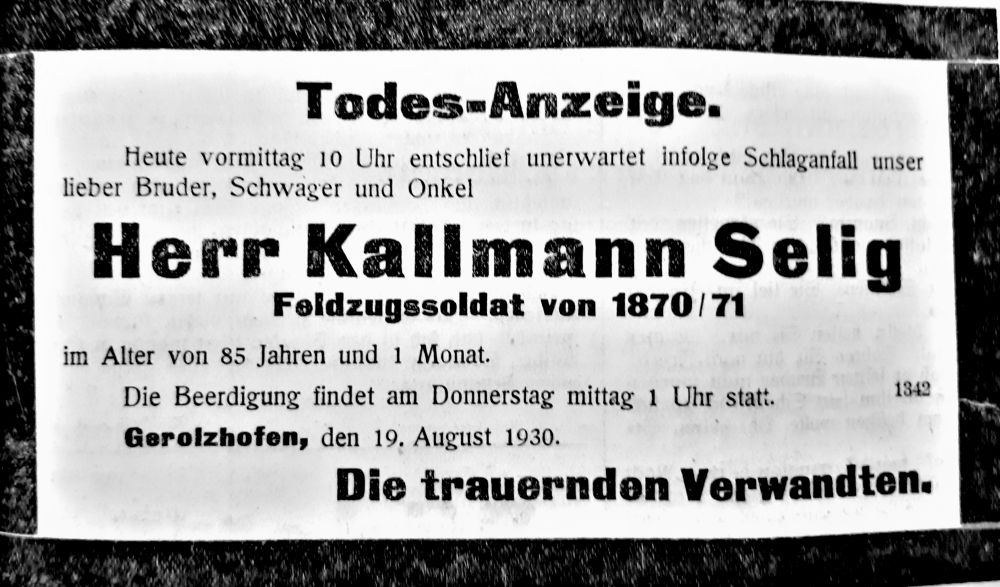 Todes-Anzeige.
Heute vormittag 10 Uhr entschlief unerwartet infolge Schlaganfall unser
lieber Bruder, Schwager und Onkel
Herr Kallmann Selig
Feldzugssoldat von 1870/71
im Alter von 85 Jahren und 1 Monat.
Die Beerdigung findet am Donnerstag mittag 1 Uhr statt. 1342
Gerolzhofen, den 19. August 1930.
Die trauernden Verwandten.